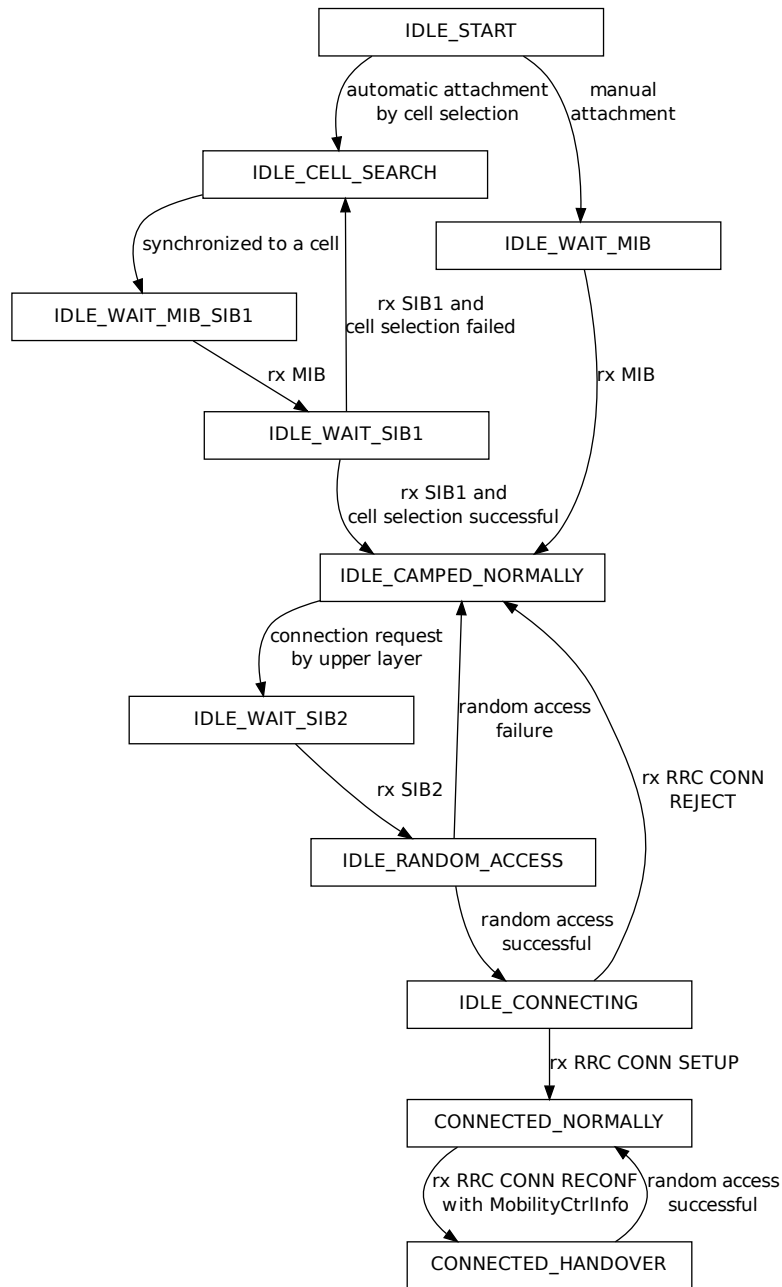 IDLE_START
automatic attachment
by cell selection
manual
attachment
IDLE_CELL_SEARCH
IDLE_WAIT_MIB
synchronized to a cell
IDLE_WAIT_MIB_SIB1
rx SIB1 and
cell selection failed
rx MIB
rx MIB
IDLE_WAIT_SIB1
rx SIB1 and
cell selection successful
IDLE_CAMPED_NORMALLY
connection request
by upper layer
IDLE_WAIT_SIB2
random access
failure
rx RRC CONN
REJECT
rx SIB2
IDLE_RANDOM_ACCESS
random access
successful
IDLE_CONNECTING
rx RRC CONN SETUP
CONNECTED_NORMALLY
rx RRC CONN RECONF
with MobilityCtrlInfo
random access
successful
CONNECTED_HANDOVER